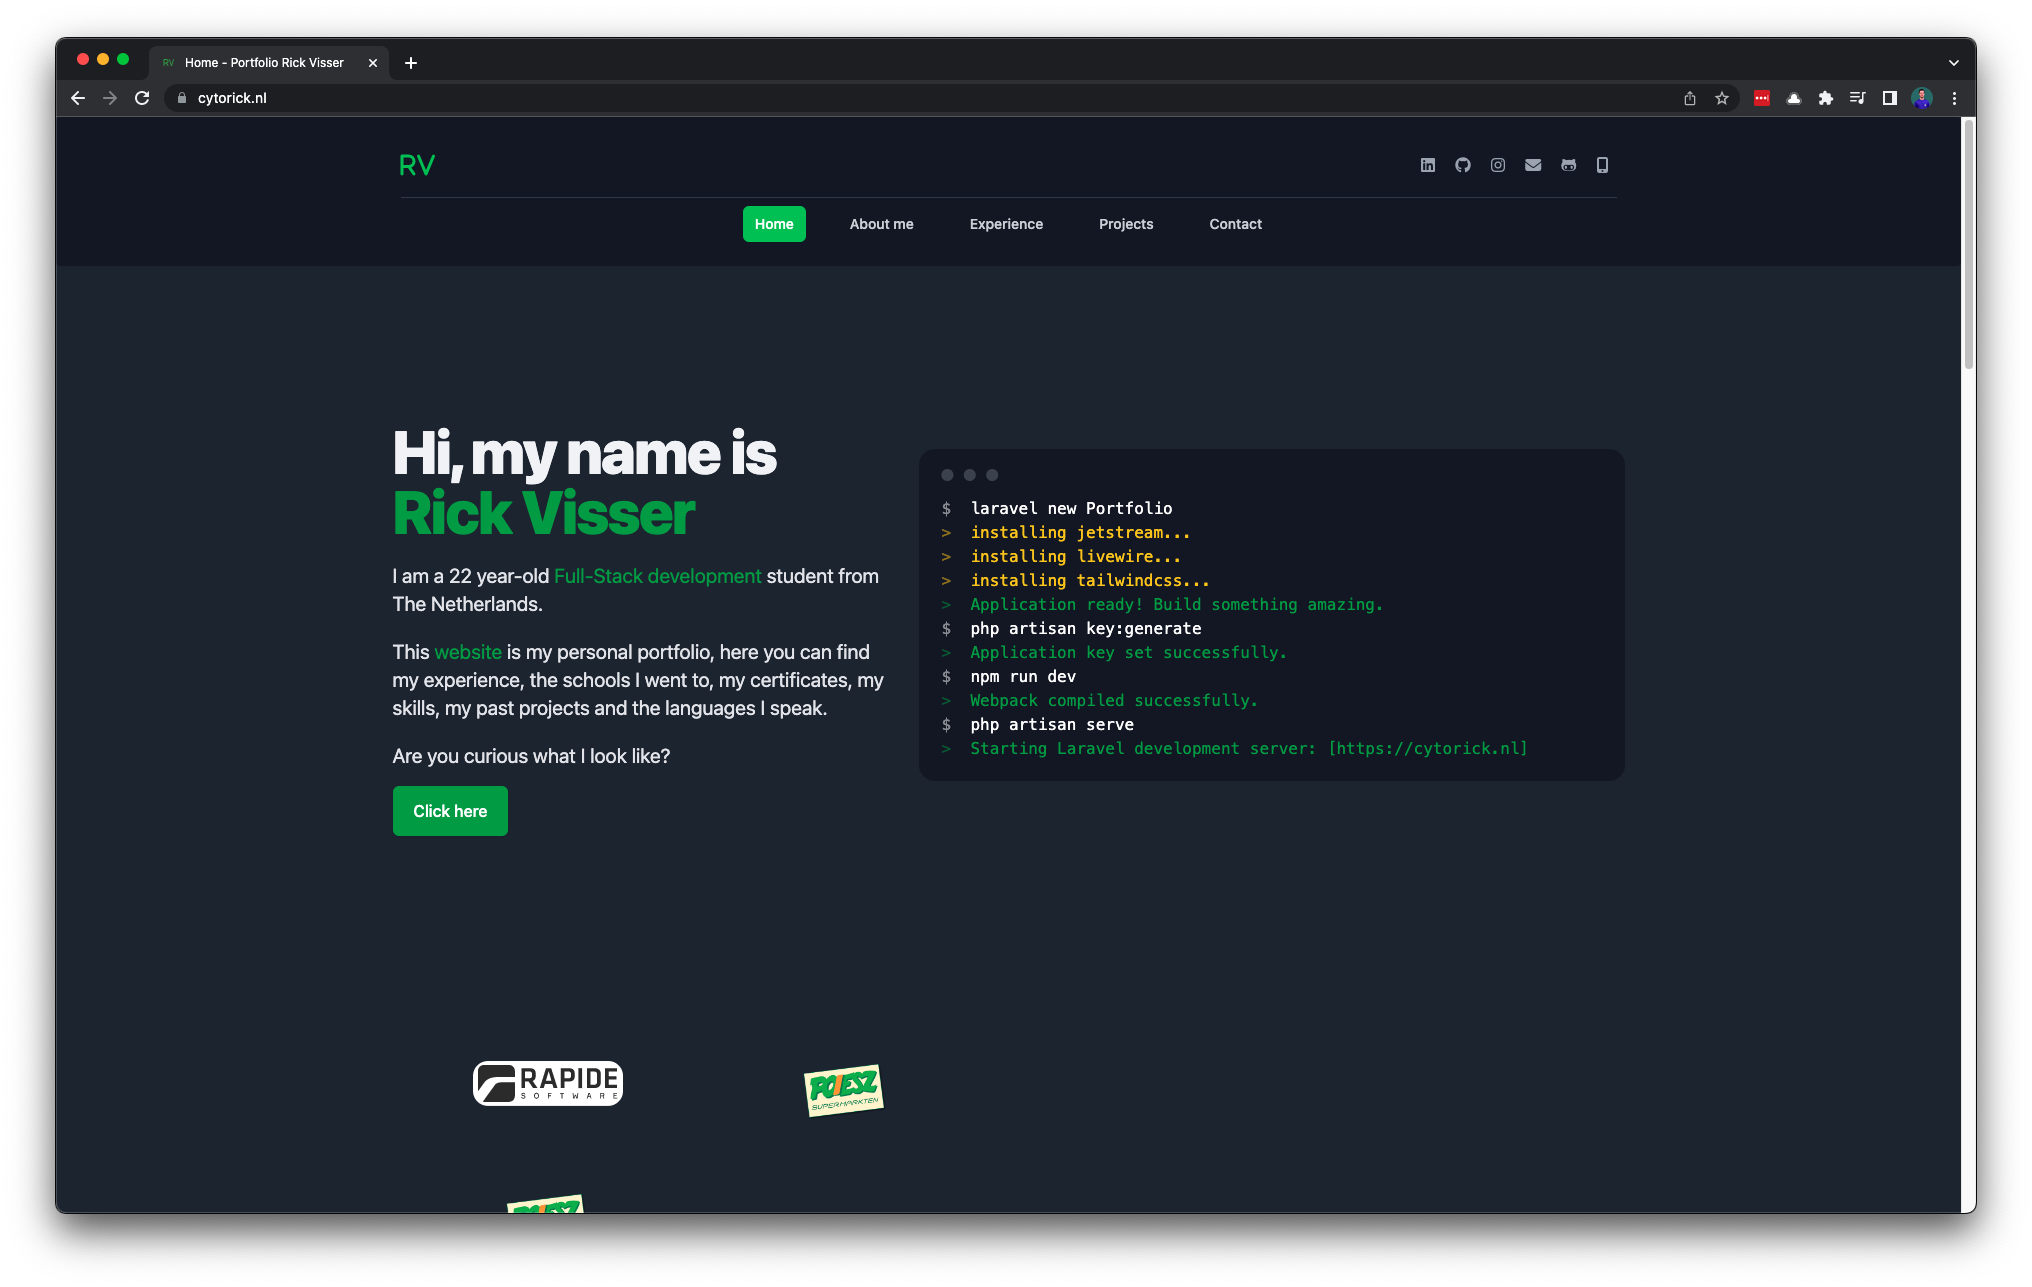 RV Home - Portfolio Rick Visser
cytorick.nl
RV
Home About me Experience Projects Contact
Hi, my name is
Rick Visser
I am a 22 year-old Full-Stack development student from
The Netherlands.
This website is my personal portfolio, here you can find
my experience, the schools I went to, my certificates, my
skills, my past projects and the languages I speak.
Are you curious what I look like?
Click here
$ laravel new Portfolio
> installing jetstream...
> installing livewire...
> installing tailwindcss...
> Application ready! Build something amazing.
$ php artisan key:generate
> Application key set successfully.
$ npm run dev
> Webpack compiled successfully.
$ php artisan serve
> Starting Laravel development server: [https://cytorick.nl]
RAPIDE
SOFTWARE
POIESZ
SUPERMARKTEN
POIESZ